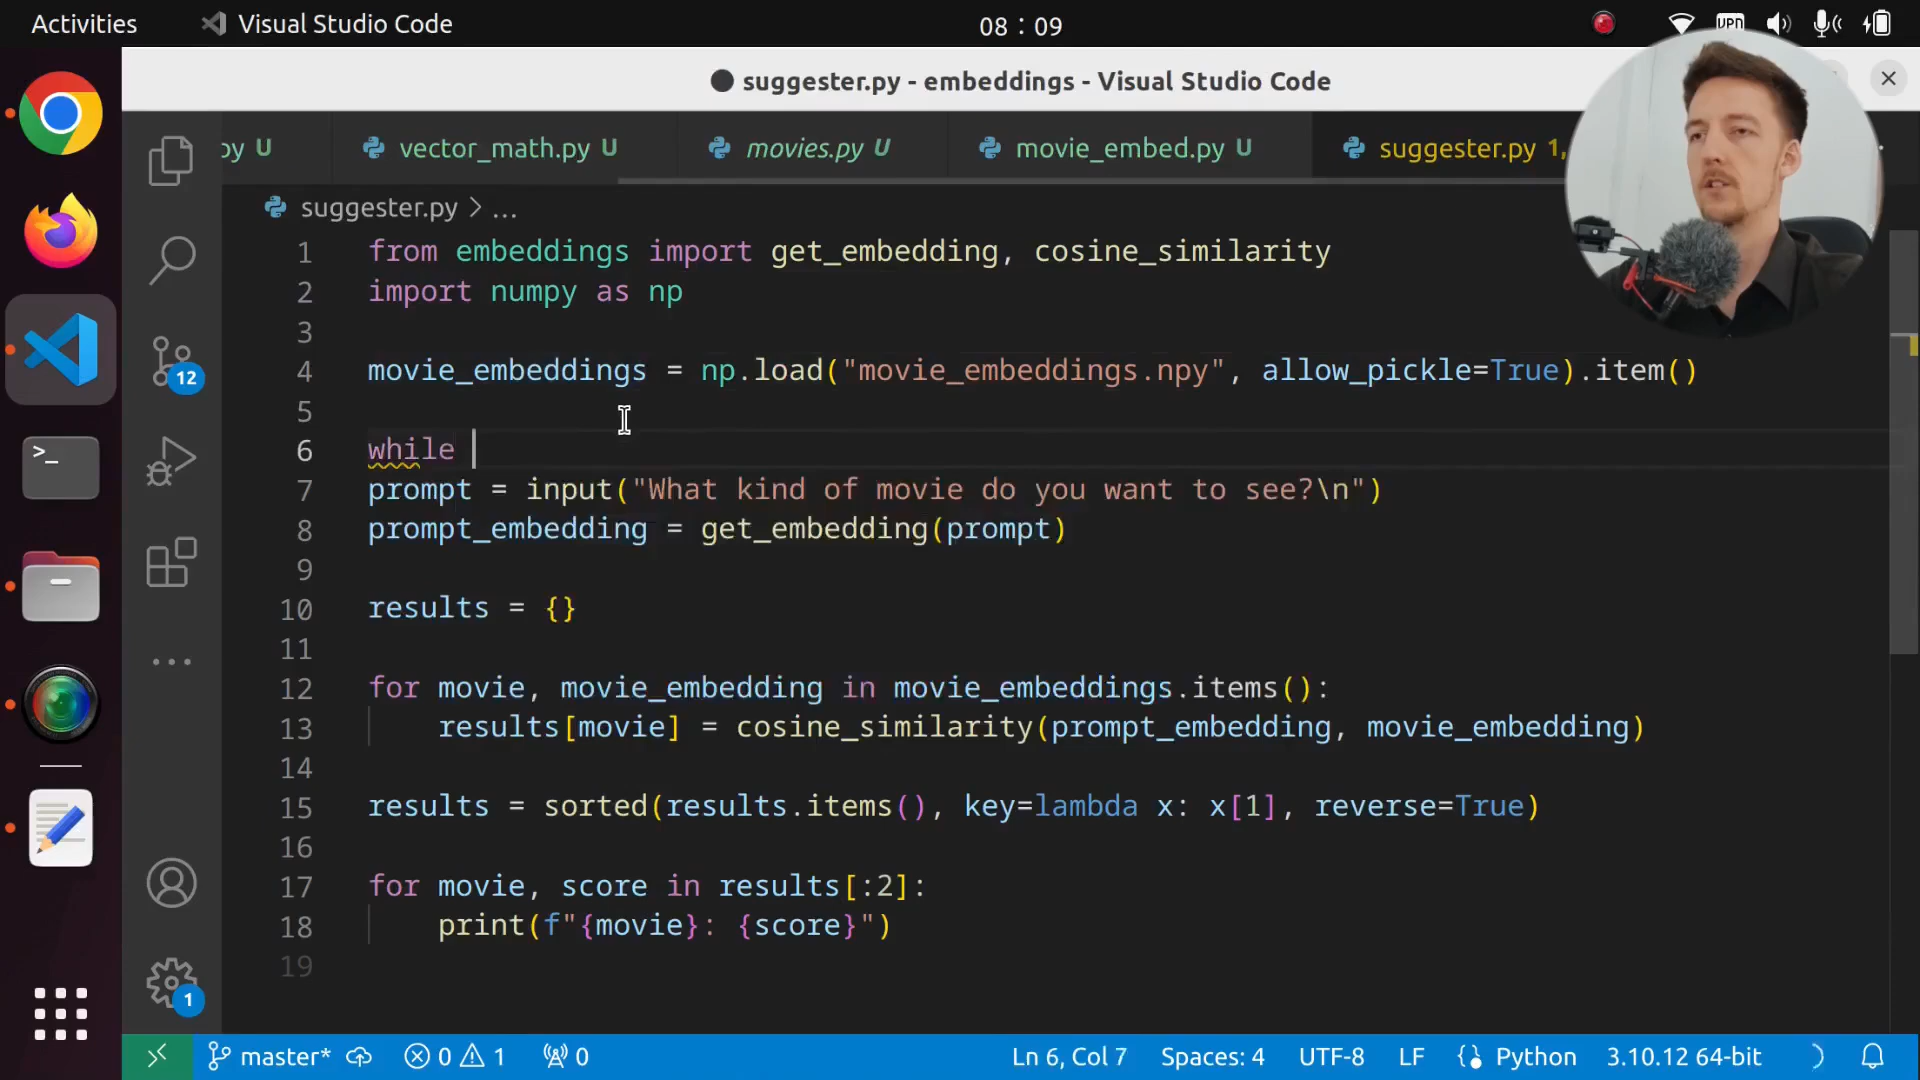 Activities
Visual Studio Code
08 : 09
VPN
suggester.py - embeddings - Visual Studio Code
py U
vector_math.py U
movies.py U
movie_embed.py U
suggester.py 1,
suggester.py > ...
1 from embeddings import get_embedding, cosine_similarity
2 import numpy as np
3
4 movie_embeddings = np.load("movie_embeddings.npy", allow_pickle=True).item()
5
6 while
7 prompt = input("What kind of movie do you want to see?\n")
8 prompt_embedding = get_embedding(prompt)
9
10 results = {}
11
12 for movie, movie_embedding in movie_embeddings.items():
13 results[movie] = cosine_similarity(prompt_embedding, movie_embedding)
14
15 results = sorted(results.items(), key=lambda x: x[1], reverse=True)
16
17 for movie, score in results[:2]:
18 print(f"{movie}: {score}")
19
12
1
master*
0
1
0
Ln 6, Col 7
Spaces: 4
UTF-8
LF
Python
3.10.12 64-bit